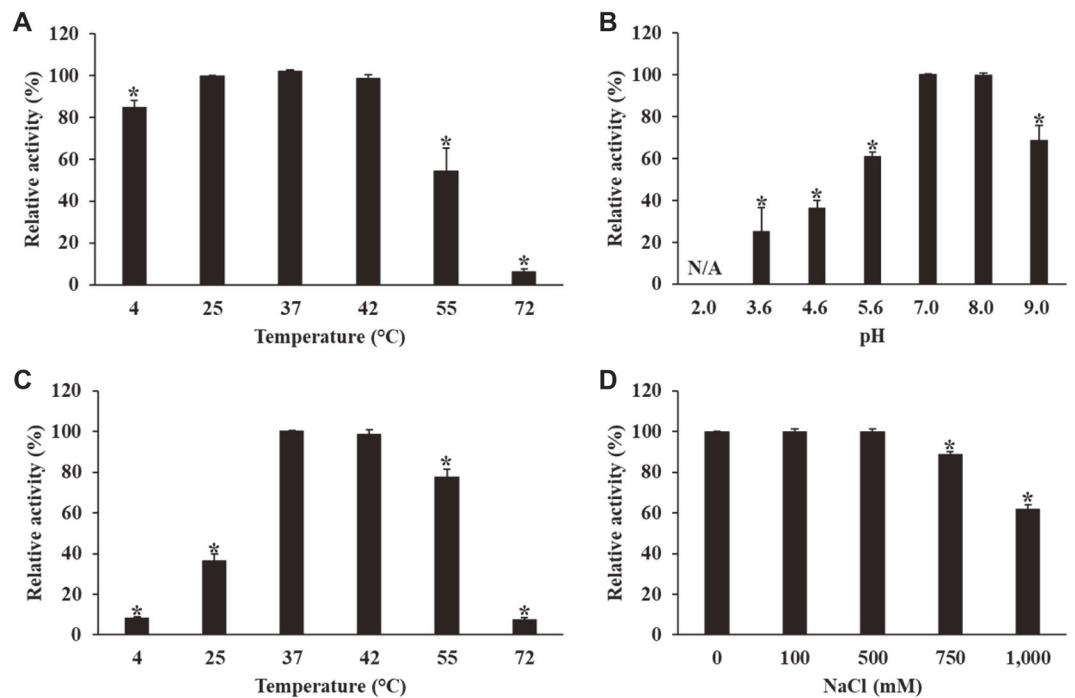 A
Relative activity (%)
120
100
80
60
40
20
0
*
*
*
4 25 37 42 55 72
Temperature (°C)
B
Relative activity (%)
120
100
80
60
40
20
0
N/A
*
*
*
*
2.0 3.6 4.6 5.6 7.0 8.0 9.0
pH
C
Relative activity (%)
120
100
80
60
40
20
0
*
*
*
*
4 25 37 42 55 72
Temperature (°C)
D
Relative activity (%)
120
100
80
60
40
20
0
*
*
0 100 500 750 1,000
NaCl (mM)